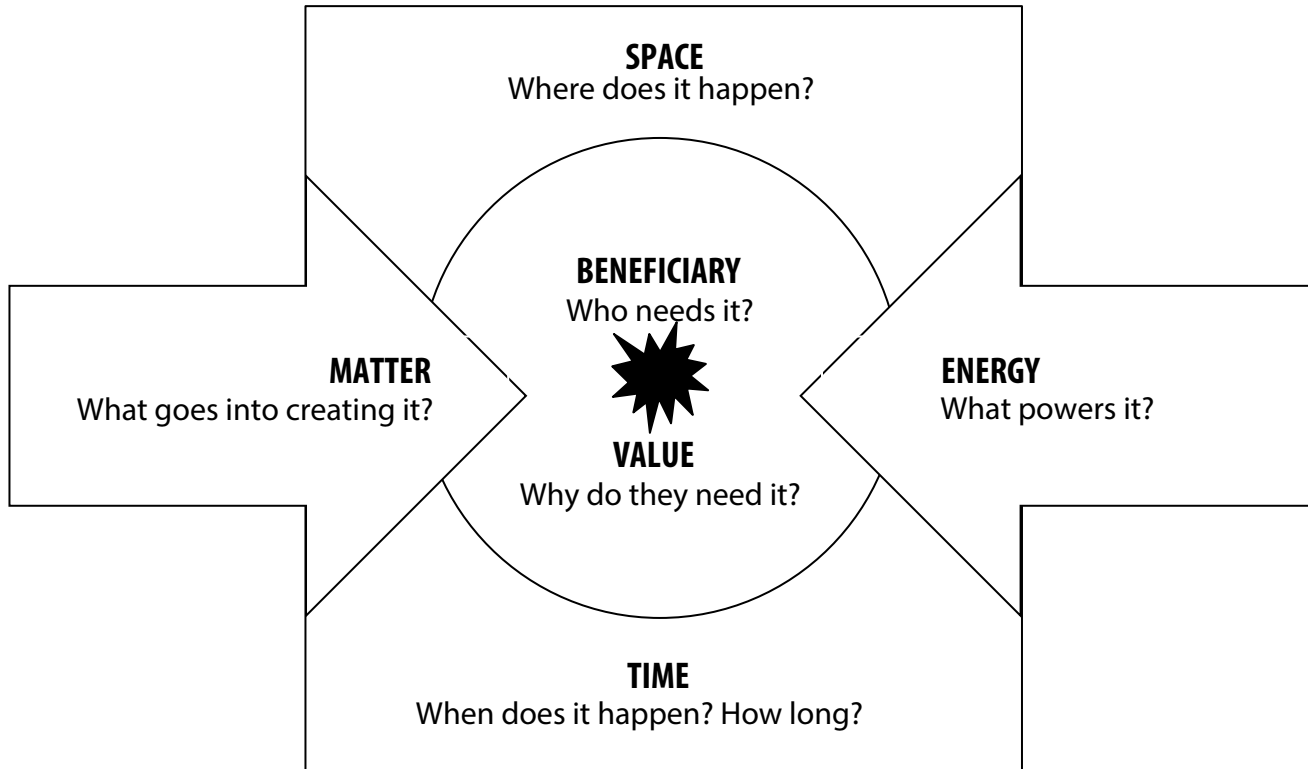 SPACE
Where does it happen?
BENEFICIARY
Who needs it?
MATTER
What goes into creating it?
ENERGY
What powers it?
VALUE
Why do they need it?
TIME
When does it happen? How long?